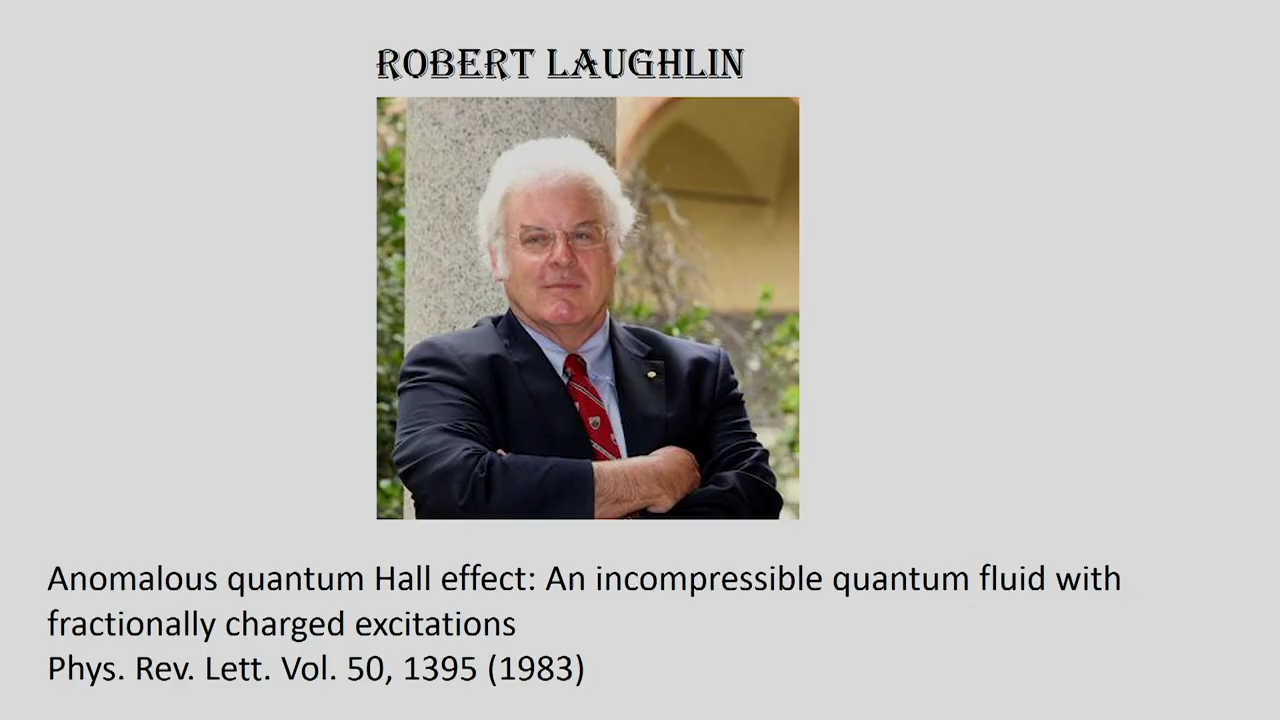 ROBERT LAUGHLIN
Anomalous quantum Hall effect: An incompressible quantum fluid with
fractionally charged excitations
Phys. Rev. Lett. Vol. 50, 1395 (1983)